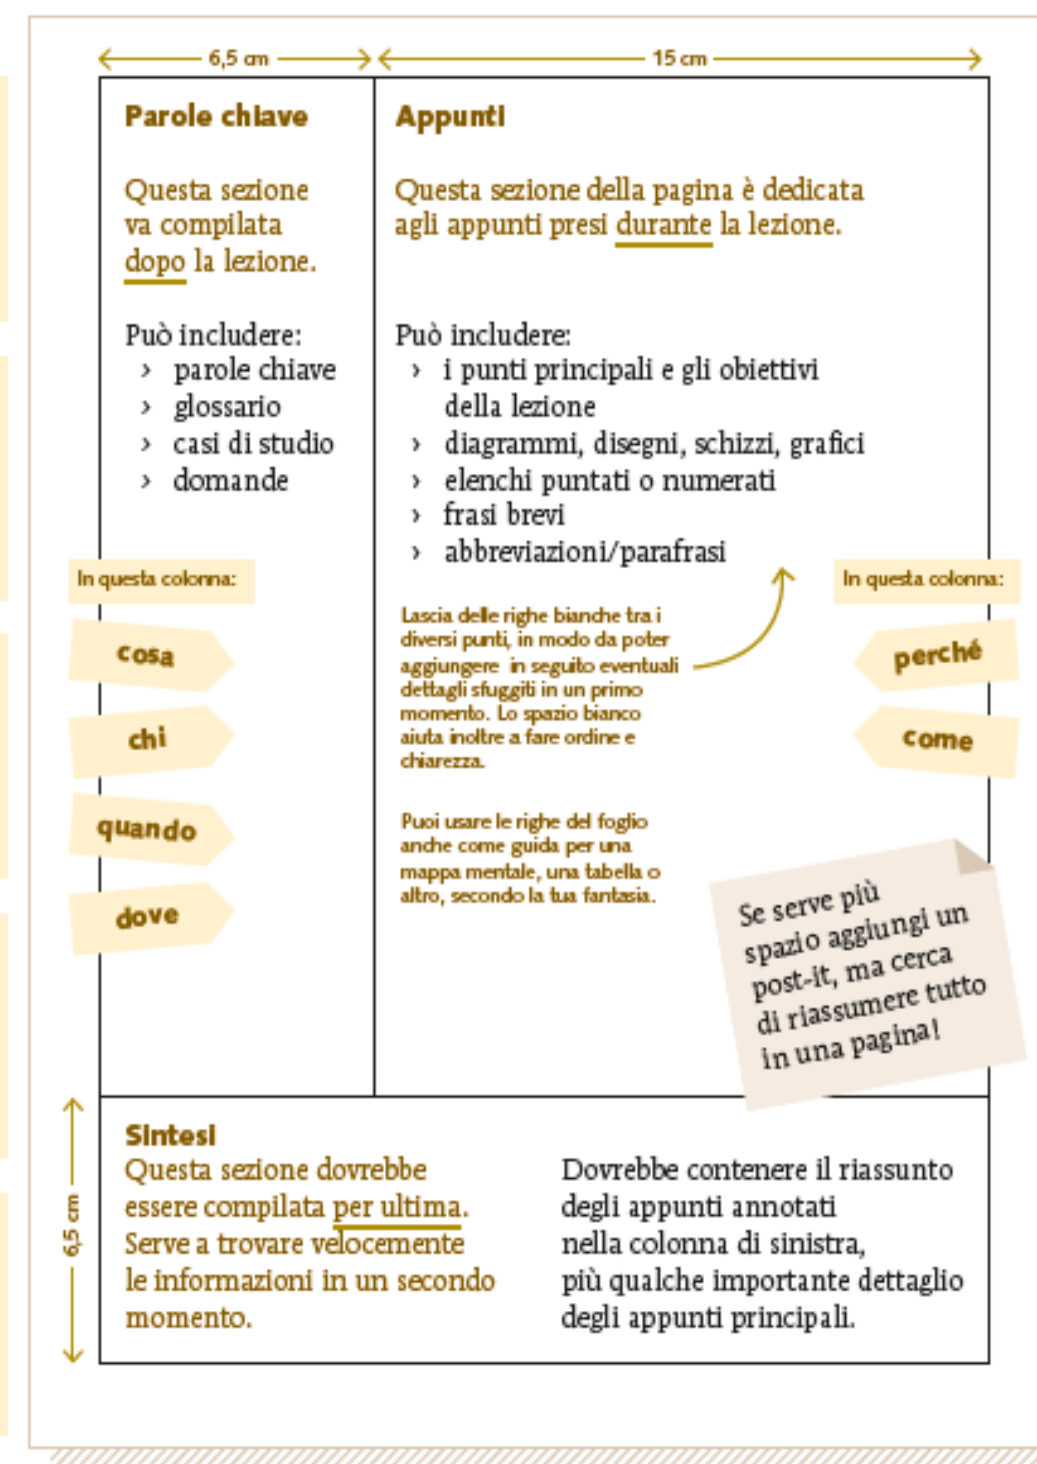 6,5 cm
15 cm
Parole chiave
Questa sezione
va compilata
dopo la lezione.
Può includere:
› parole chiave
› glossario
› casi di studio
› domande
In questa colonna:
cosa
chi
quando
dove
Appunti
Questa sezione della pagina è dedicata
agli appunti presi durante la lezione.
Può includere:
› i punti principali e gli obiettivi
della lezione
› diagrammi, disegni, schizzi, grafici
› elenchi puntati o numerati
› frasi brevi
› abbreviazioni/parafrasi
Lascia delle righe bianche tra i
diversi punti, in modo da poter
aggiungere in seguito eventuali
dettagli sfuggiti in un primo
momento. Lo spazio bianco
aiuta inoltre a fare ordine e
chiarezza.
Puoi usare le righe del foglio
anche come guida per una
mappa mentale, una tabella o
altro, secondo la tua fantasia.
In questa colonna:
perché
come
Se serve più
spazio aggiungi un
post-it, ma cerca
di riassumere tutto
in una pagina!
6,5 cm
Sintesi
Questa sezione dovrebbe
essere compilata per ultima.
Serve a trovare velocemente
le informazioni in un secondo
momento.
Dovrebbe contenere il riassunto
degli appunti annotati
nella colonna di sinistra,
più qualche importante dettaglio
degli appunti principali.